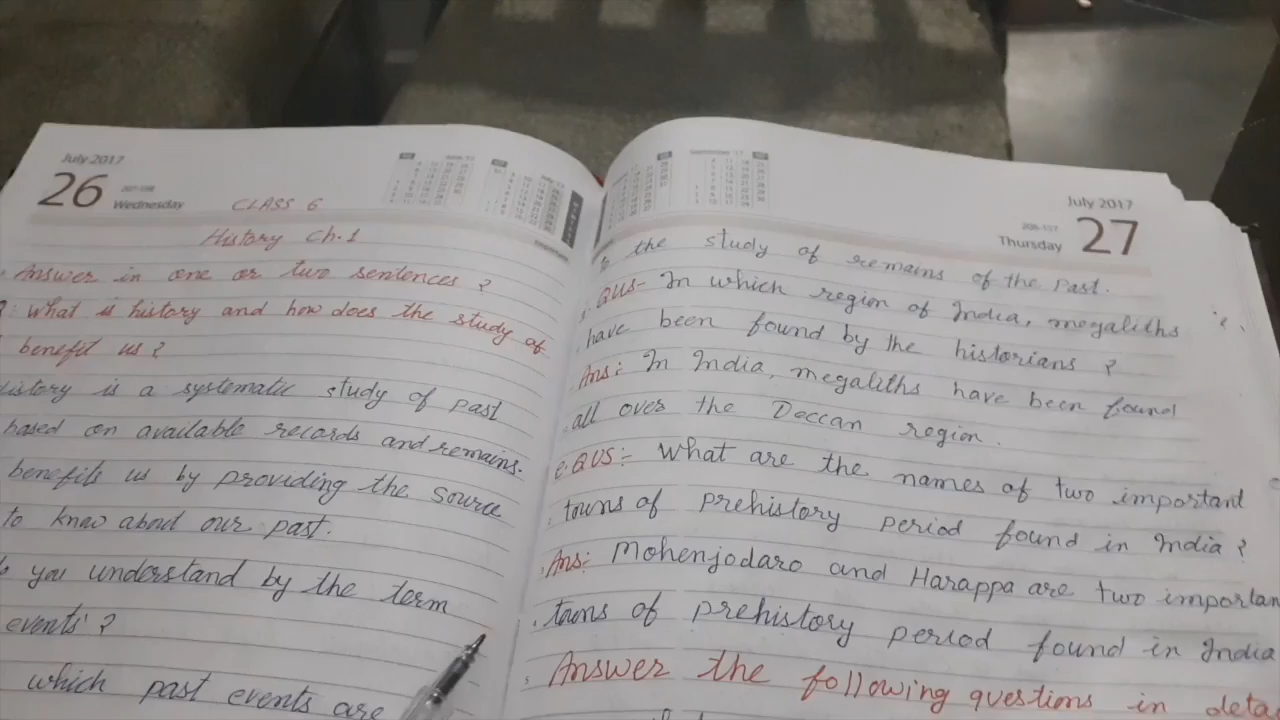 July 2017
26
Wednesday
CLASS 6
History Ch.1
Answer in one or two sentences ?
What is history and how does the study of
benefit us ?
History is a systematic study of past
based on available records and remains.
benefits us by providing the source
to know about our past.
you understand by the term
events' ?
which past events are
July 2017
Thursday
27
the study of remains of the Past.
QUS- In which region of India, megaliths
have been found by the historians ?
Ans: In India, megaliths have been found
all over the Deccan region.
e. QUS:- What are the names of two important
towns of prehistory period found in India ?
Ans: Mohenjodaro and Harappa are two importan
towns of prehistory period found in India
Answer the following questions in deta